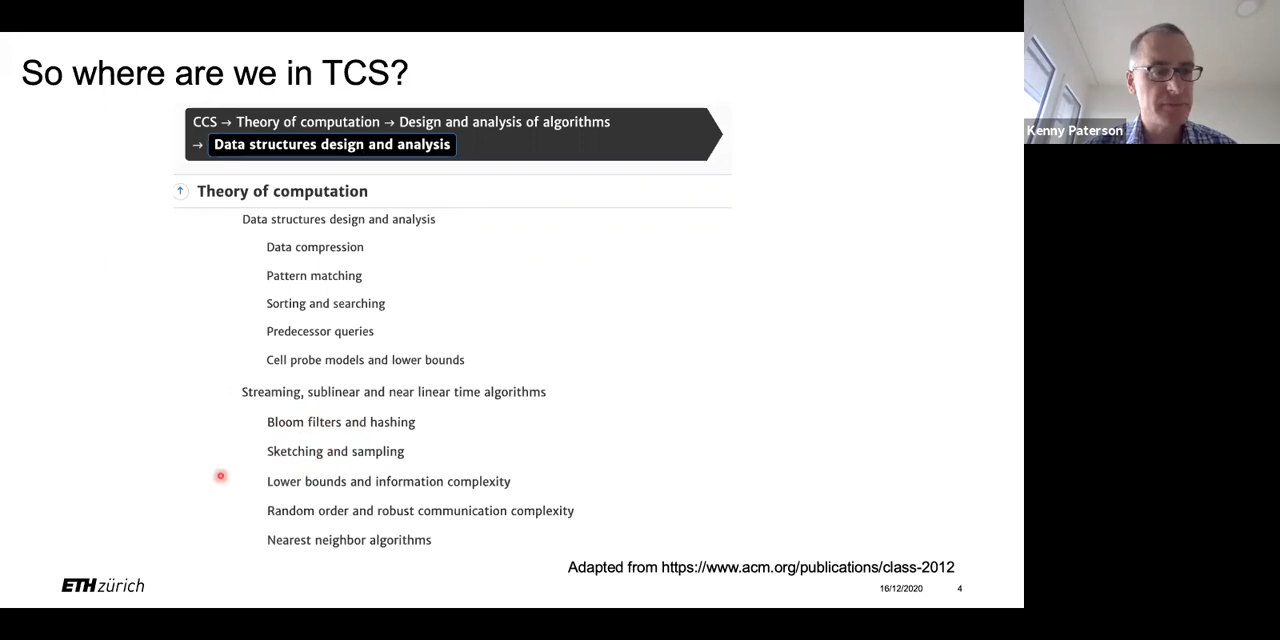 So where are we in TCS?
CCS → Theory of computation → Design and analysis of algorithms
→ Data structures design and analysis
↑ Theory of computation
Data structures design and analysis
Data compression
Pattern matching
Sorting and searching
Predecessor queries
Cell probe models and lower bounds
Streaming, sublinear and near linear time algorithms
Bloom filters and hashing
Sketching and sampling
Lower bounds and information complexity
Random order and robust communication complexity
Nearest neighbor algorithms
Adapted from https://www.acm.org/publications/class-2012
ETH zürich
16/12/2020
4
Kenny Paterson